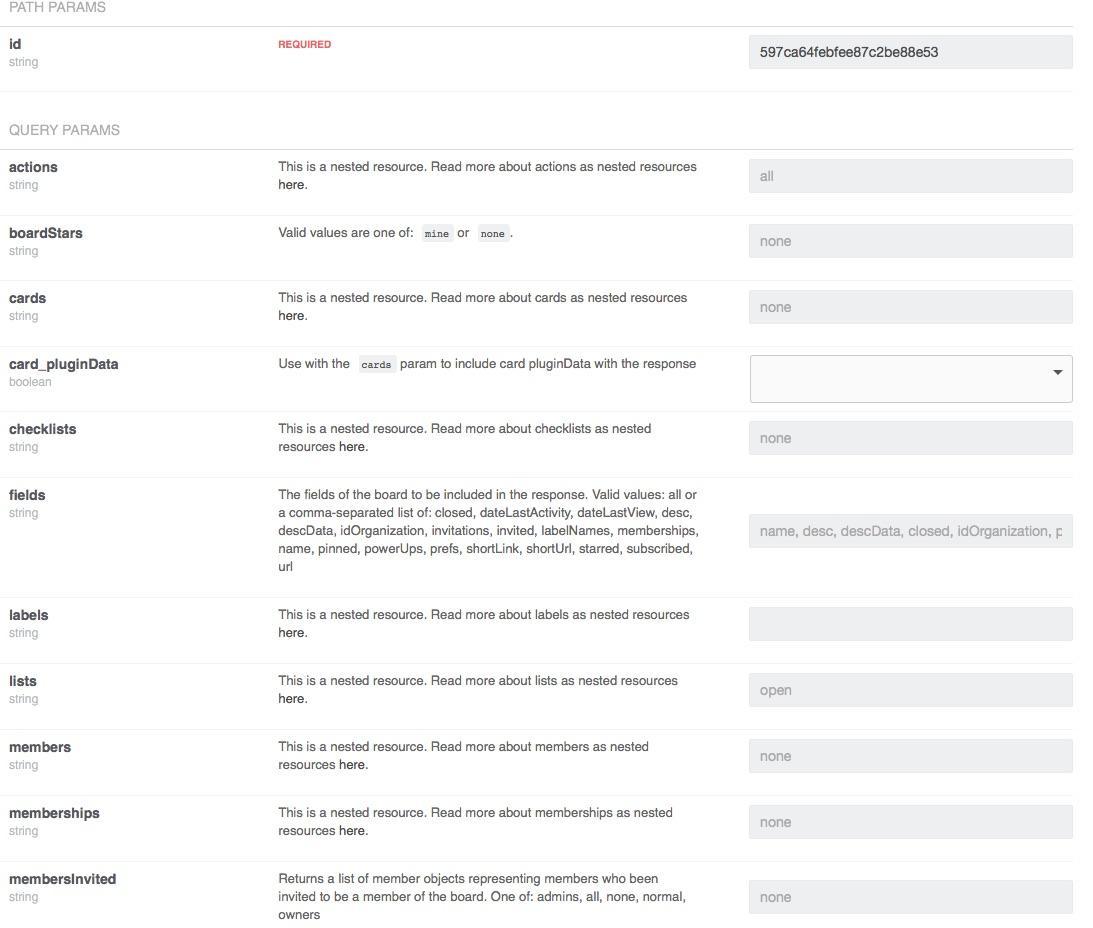 PATH PARAMS
id
string
REQUIRED
597ca64febfee87c2be88e53
QUERY PARAMS
actions
string
This is a nested resource. Read more about actions as nested resources
here.
all
boardStars
string
Valid values are one of: mine or none .
none
cards
string
This is a nested resource. Read more about cards as nested resources
here.
none
card_pluginData
boolean
Use with the cards param to include card pluginData with the response
checklists
string
This is a nested resource. Read more about checklists as nested
resources here.
none
fields
string
The fields of the board to be included in the response. Valid values: all or
a comma-separated list of: closed, dateLastActivity, dateLastView, desc,
descData, idOrganization, invitations, invited, labelNames, memberships,
name, pinned, powerUps, prefs, shortLink, shortUrl, starred, subscribed,
url
name, desc, descData, closed, idOrganization, p
labels
string
This is a nested resource. Read more about labels as nested resources
here.
lists
string
This is a nested resource. Read more about lists as nested resources
here.
open
members
string
This is a nested resource. Read more about members as nested
resources here.
none
memberships
string
This is a nested resource. Read more about memberships as nested
resources here.
none
membersInvited
string
Returns a list of member objects representing members who been
invited to be a member of the board. One of: admins, all, none, normal,
owners
none